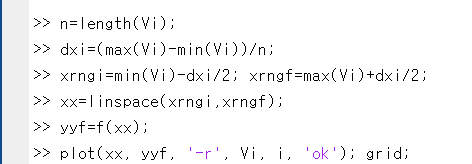 >> n=length(Vi);
>> dxi=(max(Vi)-min(Vi))/n;
>> xrngi=min(Vi)-dxi/2; xrngf=max(Vi)+dxi/2;
>> xx=linspace(xrngi,xrngf);
>> yyf=f(xx);
>> plot(xx, yyf, '-r', Vi, i, 'ok'); grid;